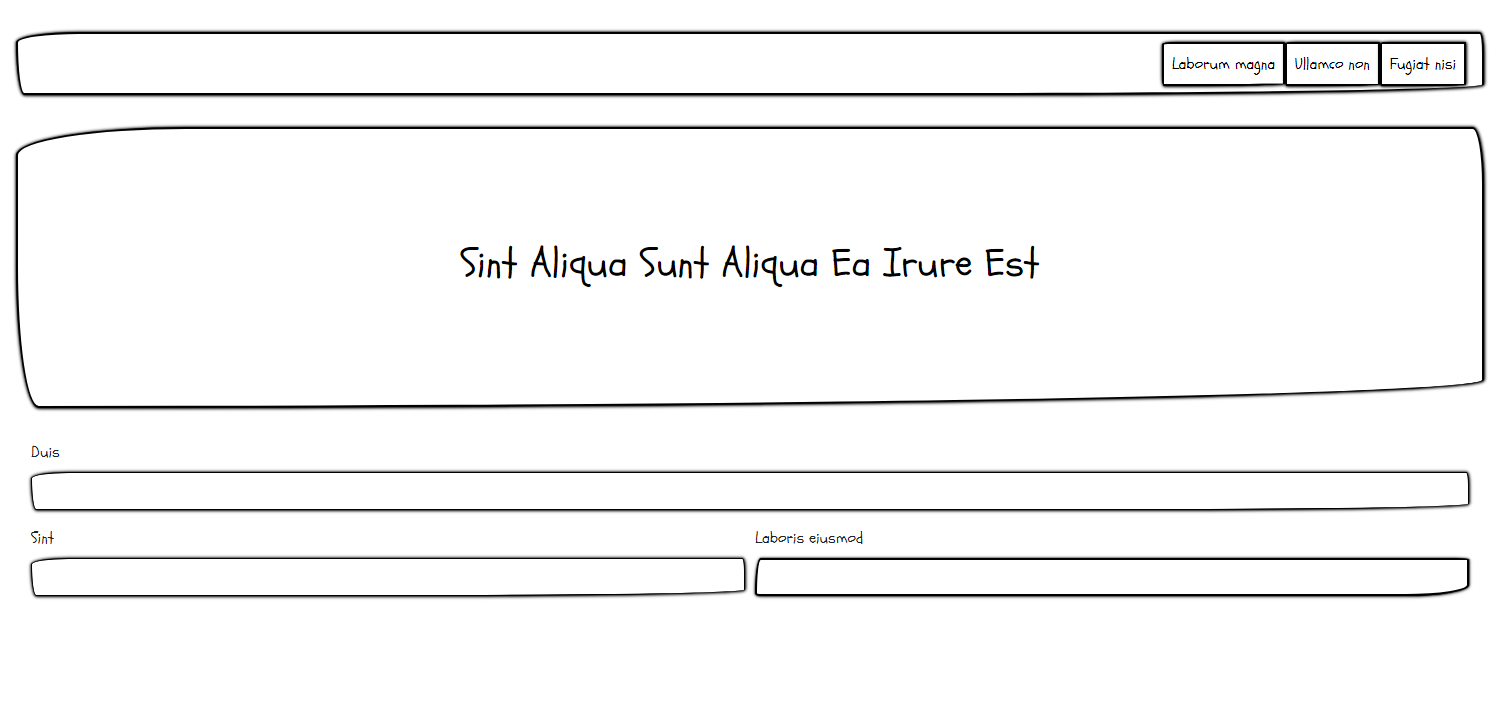 Laborum magna Ullamco non Fugiat nisi
Sint Aliqua Sunt Aliqua Ea Irure Est
Duis
Sint Laboris eiusmod